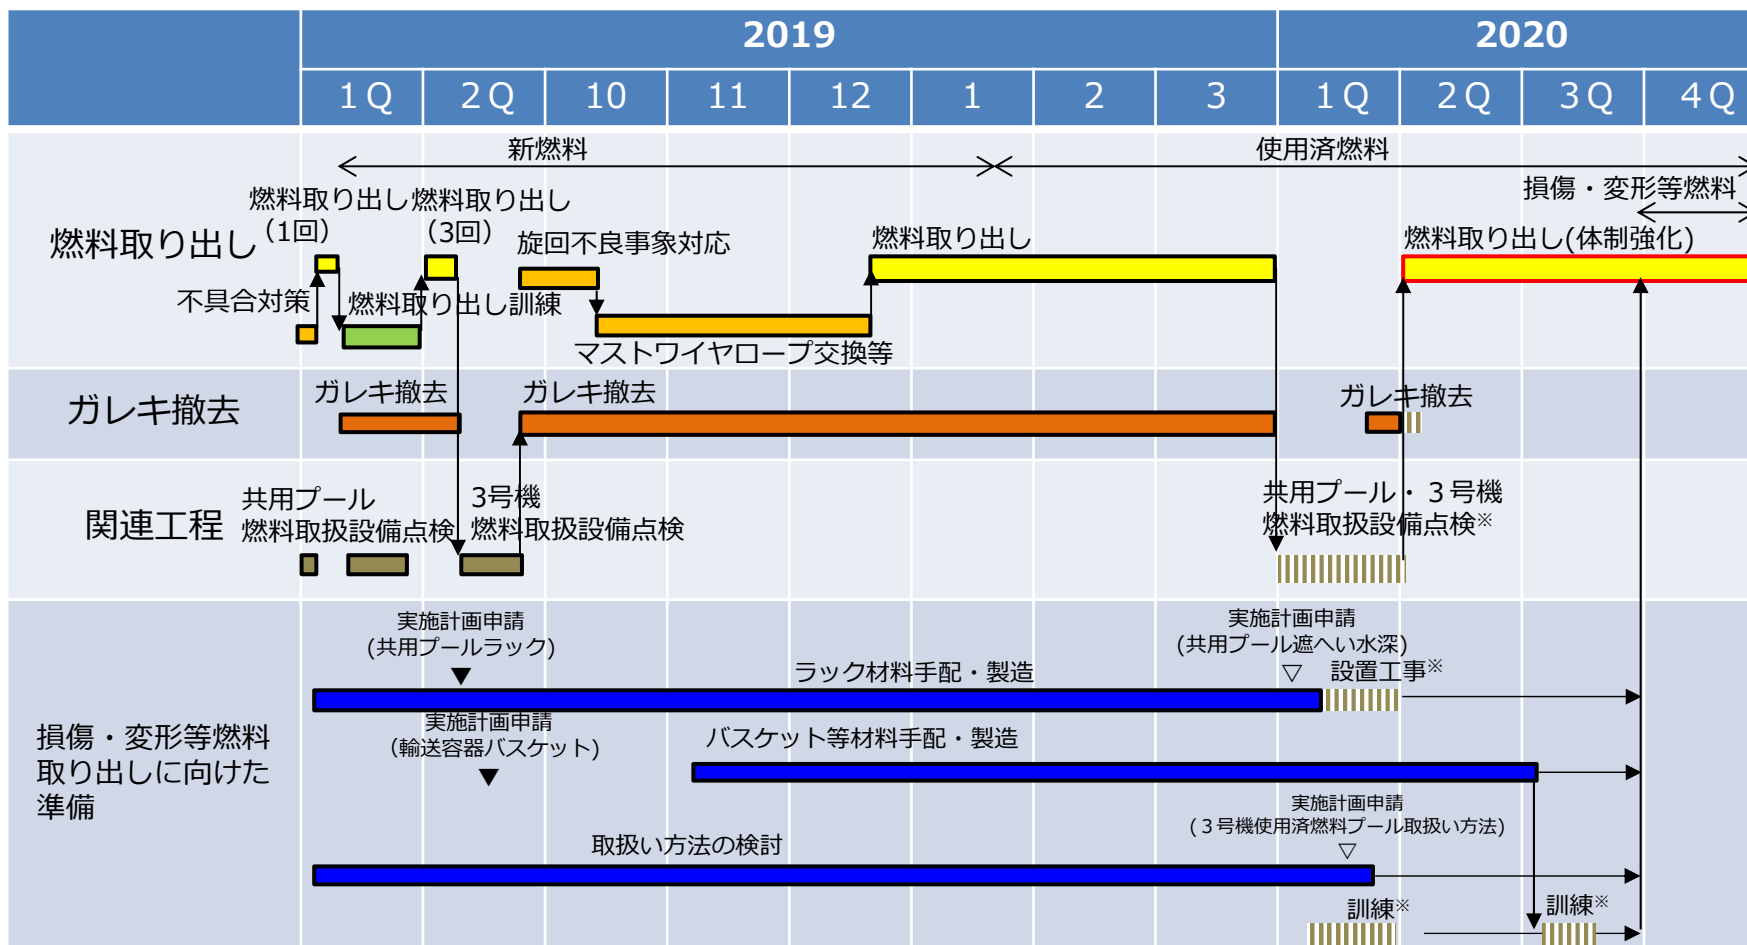 2019
2020
1Q
2Q
10
11
12
1
2
3
1Q
2Q
3Q
4Q
新燃料
使用済燃料
損傷・変形等燃料
燃料取り出し
燃料取り出し
(1回)
燃料取り出し
(3回)
旋回不良事象対応
燃料取り出し
燃料取り出し(体制強化)
不具合対策
燃料取り出し訓練
マストワイヤロープ交換等
ガレキ撤去
ガレキ撤去
ガレキ撤去
ガレキ撤去
関連工程
共用プール
燃料取扱設備点検
3号機
燃料取扱設備点検
共用プール・３号機
燃料取扱設備点検※
損傷・変形等燃料
取り出しに向けた
準備
実施計画申請
(共用プールラック)
▼
ラック材料手配・製造
実施計画申請
(共用プール遮へい水深)
▽
設置工事※
実施計画申請
(輸送容器バスケット)
▼
バスケット等材料手配・製造
実施計画申請
(３号機使用済燃料プール取扱い方法)
▽
取扱い方法の検討
訓練※
訓練※